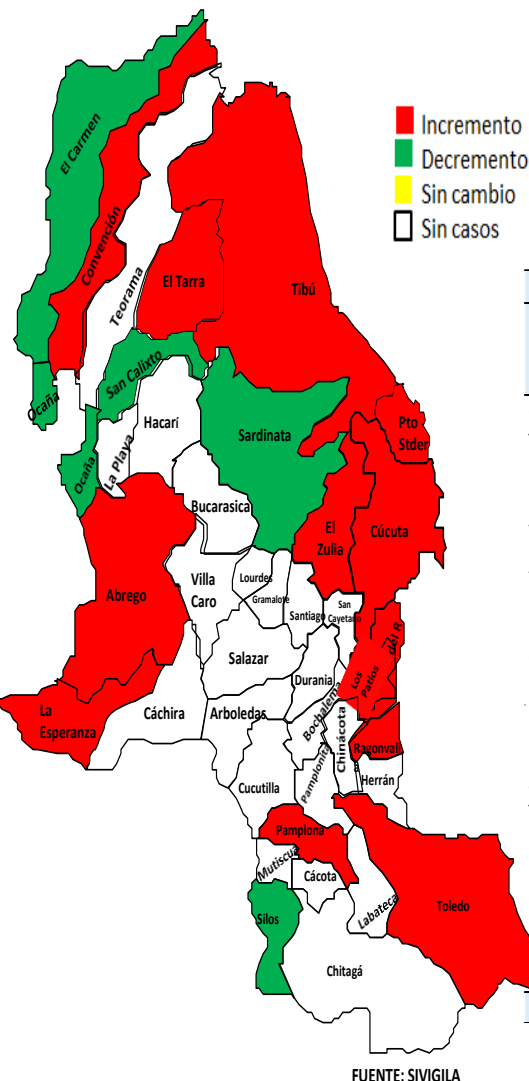 Incremento
Decremento
Sin cambio
Sin casos
El Carmen
Convención
Teorama
El Tarra
Tibú
San Calixto
Ocaña
Hacarí
La Playa
Ocaña
Sardinata
Pto
Stder
Bucarasica
El
Zulia
Cúcuta
Abrego
Villa
Caro
Lourdes
Gramalote
Santiago
San
Cayetano
del R
Los
Patios
Salazar
Durania
La
Esperanza
Cáchira
Arboledas
Bochalema
Chinácota
Ragonval
Pamplonita
Herrán
Cucutilla
Pamplona
Mutiscua
Cácota
Labateca
Toledo
Silos
Chitagá
FUENTE: SIVIGILA